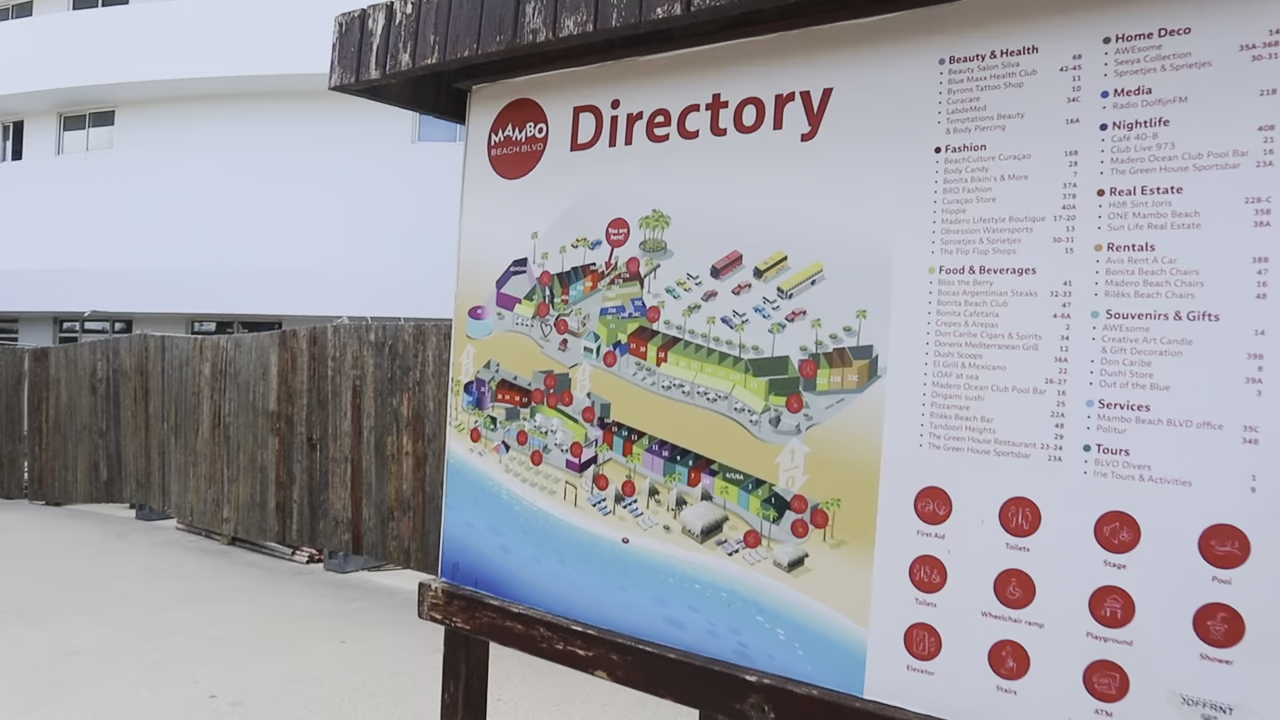 MAMBO
BEACH BLVD
Directory
You are
here!
Beauty & Health
• Beauty Salon Silva 68
• Blue Maxx Health Club 42-45
• Byrons Tattoo Shop 11
• Curacare 10
• LabdeMed 34C
• Temptations Beauty
& Body Piercing 16A
Fashion
• BeachCulture Curaçao 16B
• Body Candy 28
• Bonita Bikini's & More 7
• BRD Fashion 37A
• Curaçao Store 37B
• Hippie 40A
• Madero Lifestyle Boutique 17-20
• Obsession Watersports 13
• Sproetjes & Sprietjes 30-31
• The Flip Flop Shops 15
Food & Beverages
• Bliss the Berry 41
• Bocas Argentinian Steaks 32-33
• Bonita Beach Club 47
• Bonita Cafetaria 4-6A
• Crepes & Arepas 2
• Don Caribe Cigars & Spirits 34
• Donerix Mediterranean Grill 12
• Dushi Scoops 36A
• El Grill & Mexicano 22
• LOAF at sea 26-27
• Madero Ocean Club Pool Bar 16
• Origami sushi 25
• Pizzamare 22A
• Rilèks Beach Bar 48
• Tandoori Heights 29
• The Green House Restaurant 23-24
• The Green House Sportsbar 23A
Home Deco
• AWEsome 14
• Seeya Collection 35A-36B
• Sproetjes & Sprietjes 30-31
Media
• Radio DolfijnFM 21B
Nightlife
• Café 40-B 40B
• Club Live 973 21
• Madero Ocean Club Pool Bar 16
• The Green House Sportsbar 23A
Real Estate
• Hòfi Sint Joris 22B-C
• ONE Mambo Beach 35B
• Sun Life Real Estate 38A
Rentals
• Avis Rent A Car 38B
• Bonita Beach Chairs 47
• Madero Beach Chairs 16
• Rilèks Beach Chairs 48
Souvenirs & Gifts
• AWEsome 14
• Creative Art Candle
& Gift Decoration 39B
• Don Caribe 8
• Dushi Store 39A
• Out of the Blue 3
Services
• Mambo Beach BLVD office 35C
• Politur 34B
Tours
• BLVD Divers 1
• Irie Tours & Activities 9
First Aid
Toilets
Stage
Pool
Toilets
Wheelchair ramp
Playground
Shower
Elevator
Stairs
ATM
DFFRNT